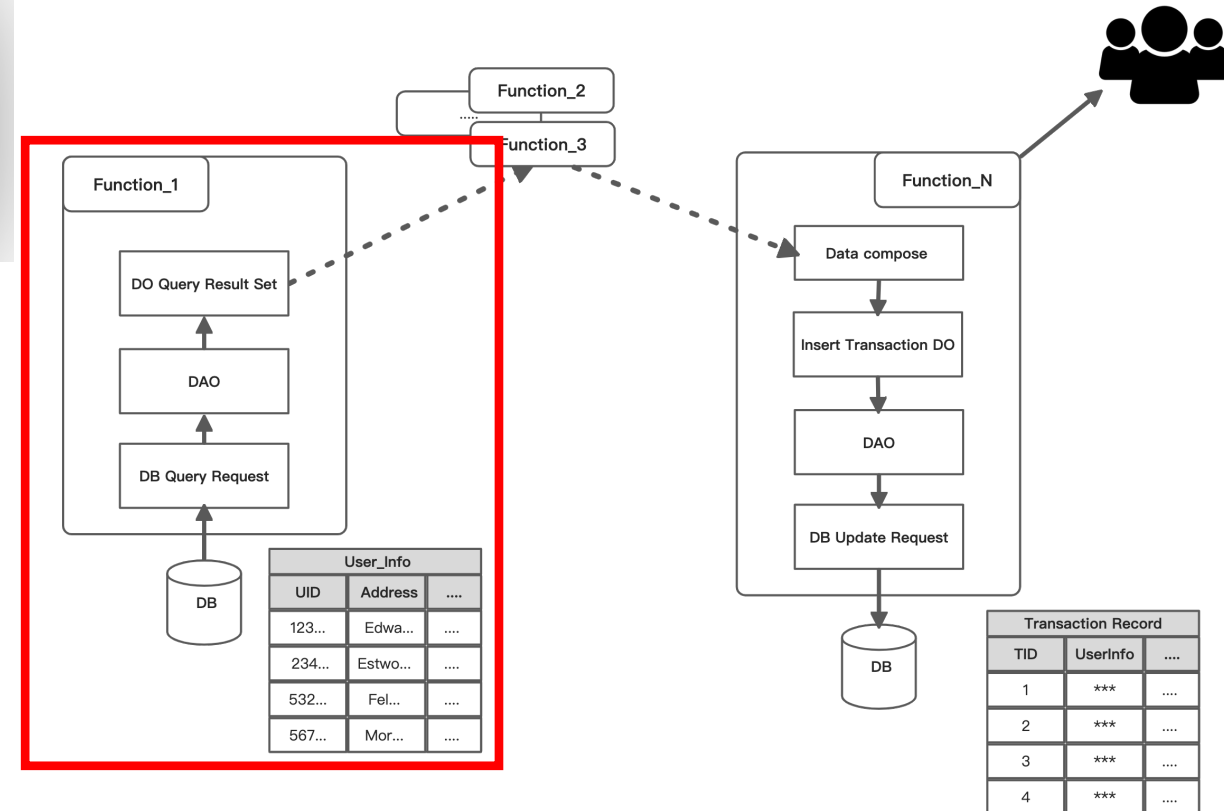 Function_2
.....
Function_3
Function_1
DO Query Result Set
DAO
DB Query Request
DB
User_Info
UID Address ....
123... Edwa... ....
234... Estwo... ....
532... Fel... ....
567... Mor... ....
Function_N
Data compose
Insert Transaction DO
DAO
DB Update Request
DB
Transaction Record
TID UserInfo ....
1 *** ....
2 *** ....
3 *** ....
4 *** ....